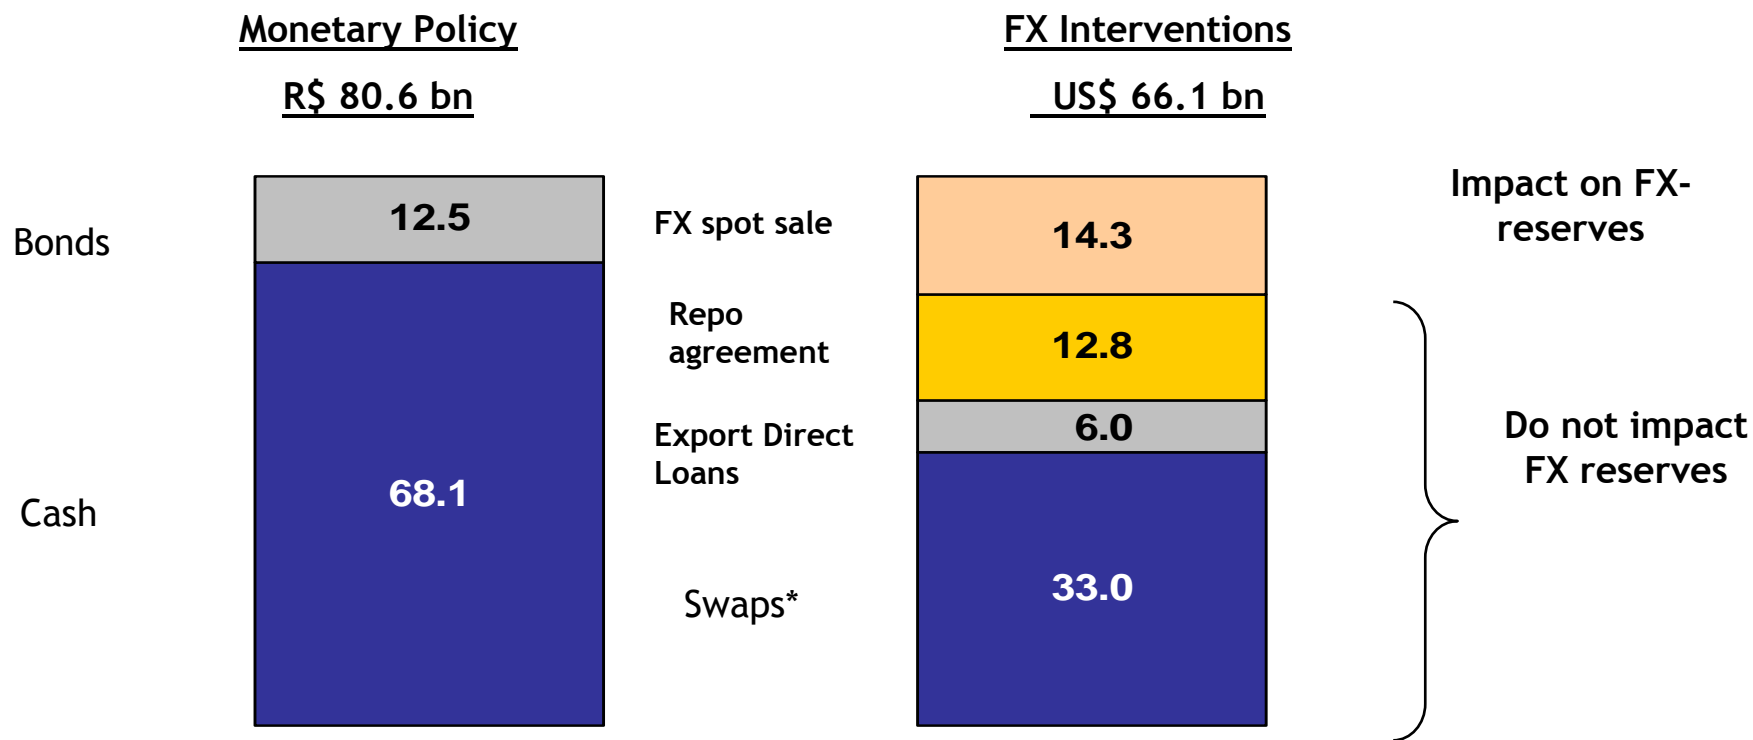 Monetary Policy
R$ 80.6 bn
Bonds
12.5
Cash
68.1
FX Interventions
US$ 66.1 bn
FX spot sale
14.3
Repo
agreement
12.8
Export Direct
Loans
6.0
Swaps*
33.0
Impact on FX-
reserves
Do not impact
FX reserves